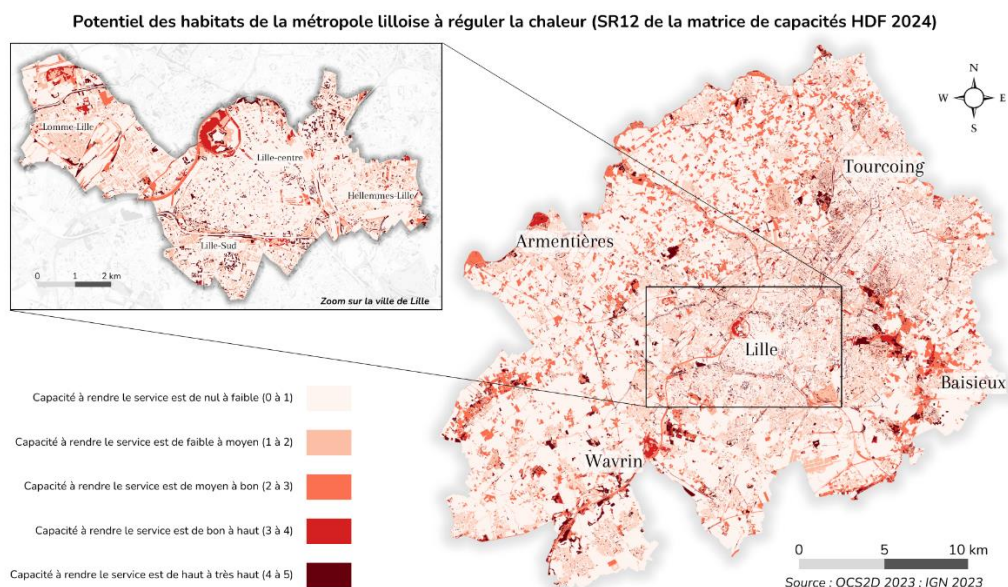 Potentiel des habitats de la métropole lilloise à réguler la chaleur (SR12 de la matrice de capacités HDF 2024)
N
W E
S
Lomme-Lille
Lille-centre
Hellemmes-Lille
Lille-Sud
0 1 2 km
Zoom sur la ville de Lille
Tourcoing
Armentières
Lille
Baisieux
Wavrin
Capacité à rendre le service est de nul à faible (0 à 1)
Capacité à rendre le service est de faible à moyen (1 à 2)
Capacité à rendre le service est de moyen à bon (2 à 3)
Capacité à rendre le service est de bon à haut (3 à 4)
Capacité à rendre le service est de haut à très haut (4 à 5)
0 5 10 km
Source : OCS2D 2023 ; IGN 2023